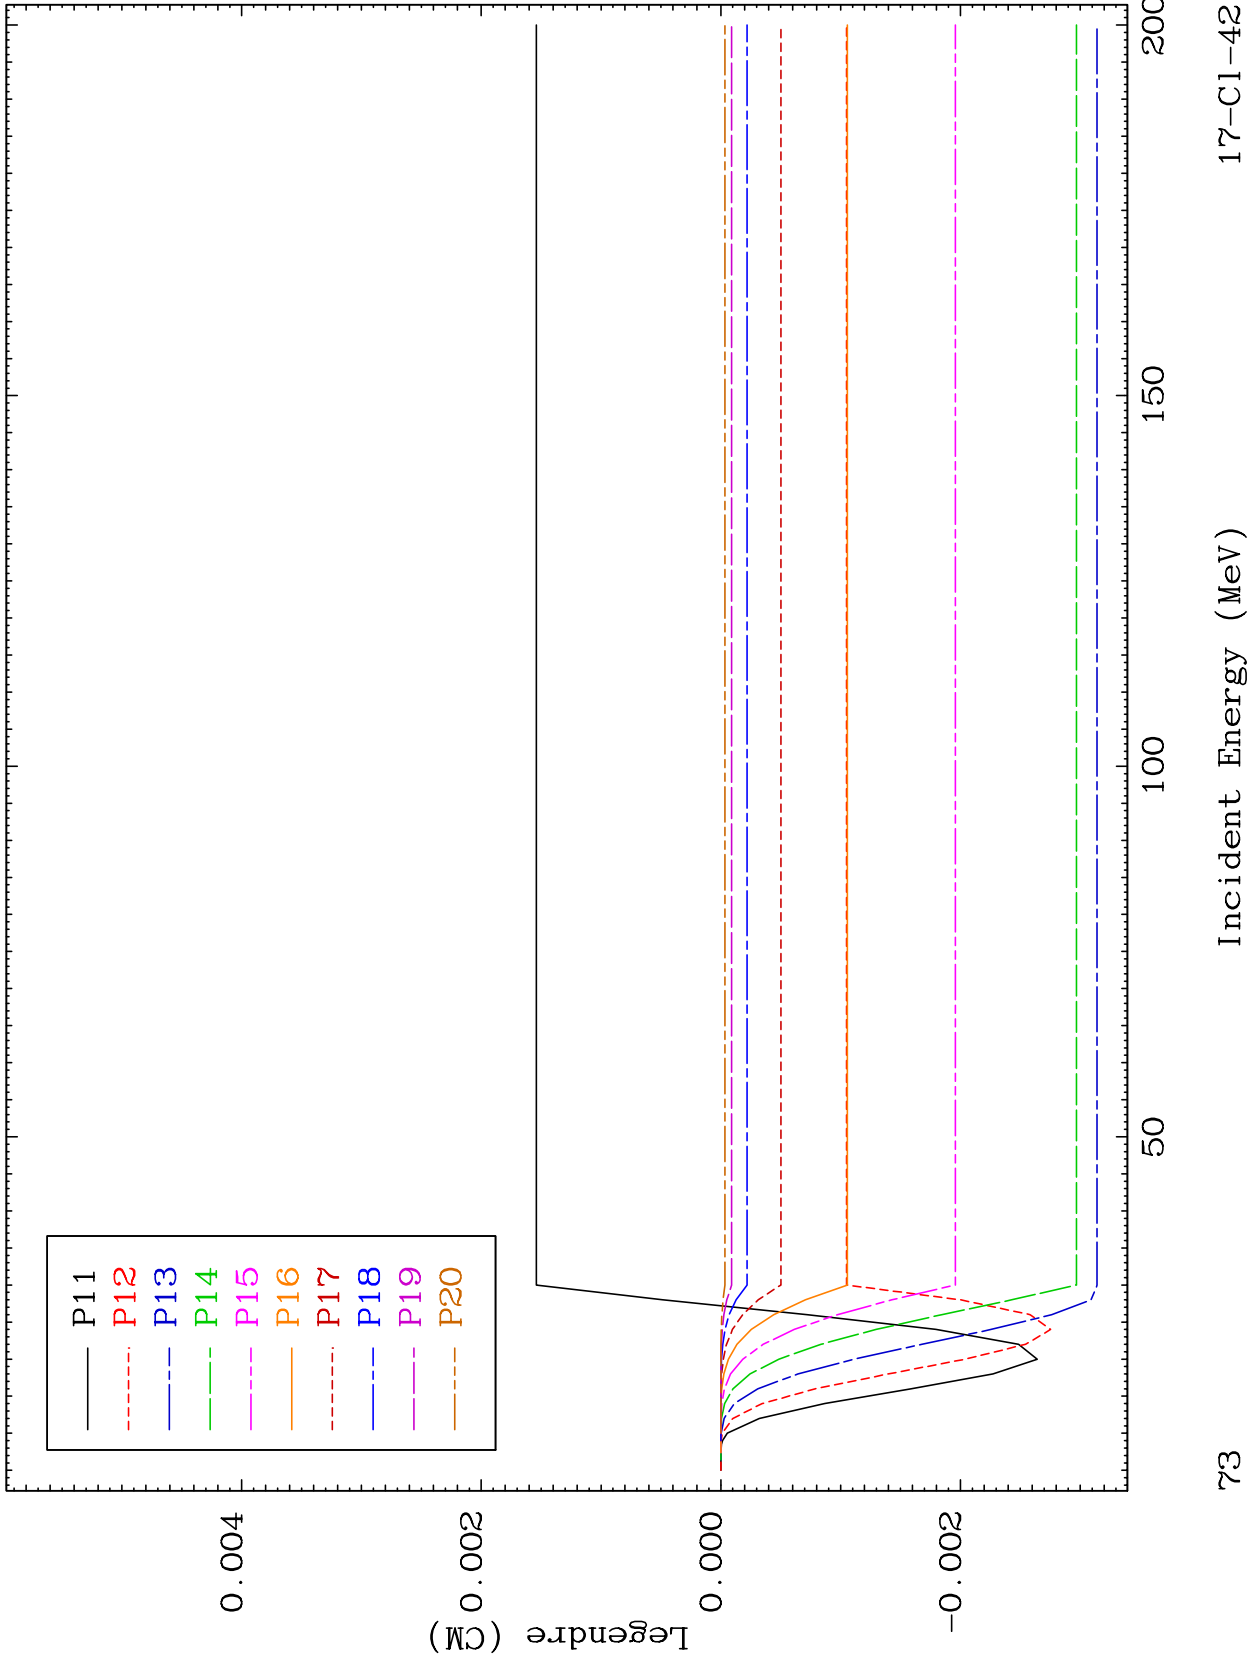 Legendre (CM)
0.004
0.002
0.000
-0.002
P11
P12
P13
P14
P15
P16
P17
P18
P19
P20
50
100
150
200
73
Incident Energy (MeV)
17-Cl-42